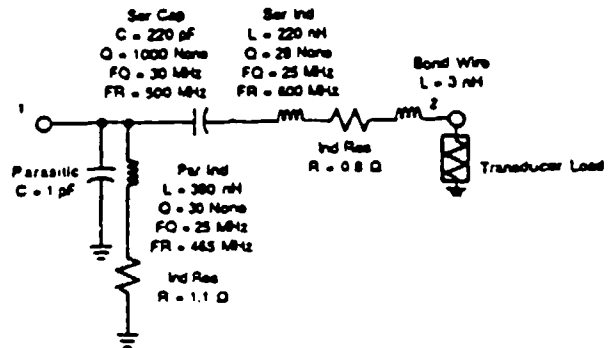 Ser Cap
C = 220 pF
Q = 1000 None
FQ = 30 MHz
FR = 500 MHz
Ser Ind
L = 220 nH
Q = 28 None
FQ = 25 MHz
FR = 600 MHz
Bond Wire
L = 3 nH
1
2
Ind Res
R = 0.8 Ω
Transducer Load
Parasitic
C = 1 pF
Par Ind
L = 380 nH
Q = 30 None
FQ = 25 MHz
FR = 465 MHz
Ind Res
R = 1.1 Ω